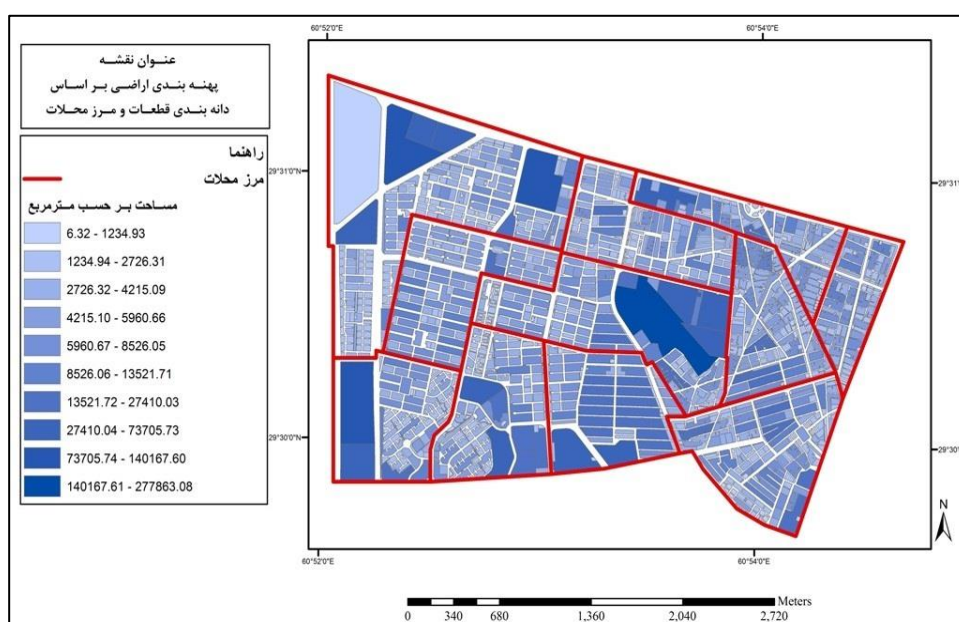 عنوان نقشه
پهنه بندی اراضی بر اساس
دانه بندی قطعات و مرز محلات
راهنما
مرز محلات
مساحت بر حسب مترمربع
6.32 - 1234.93
1234.94 - 2726.31
2726.32 - 4215.09
4215.10 - 5960.66
5960.67 - 8526.05
8526.06 - 13521.71
13521.72 - 27410.03
27410.04 - 73705.73
73705.74 - 140167.60
140167.61 - 277863.08
60°52'0"E
60°54'0"E
29°31'0"N
29°31'
29°30'0"N
29°30'
60°52'0"E
60°54'0"E
N
Meters
0 340 680 1,360 2,040 2,720